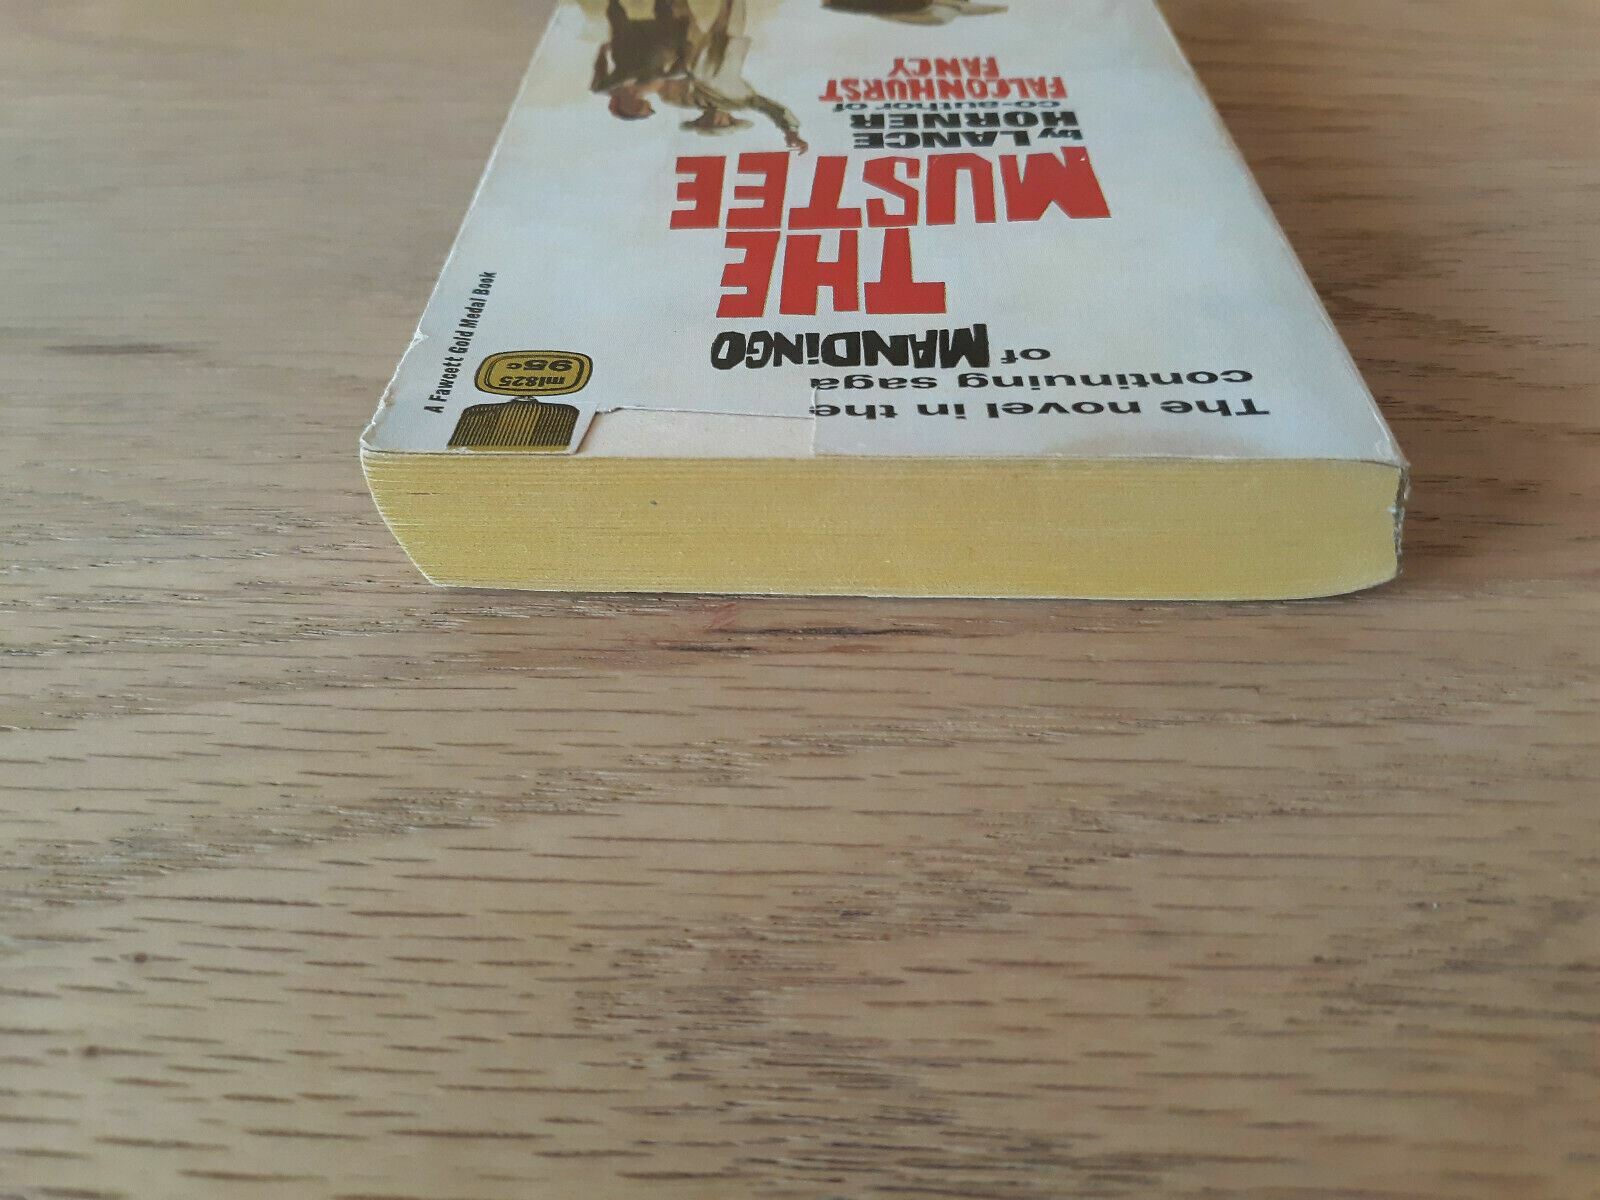 The novel in the
continuing saga
of MANDiNGO
THE
MUSTEE
by LANCE
HORNER
co-author of
FALCONHURST
FANCY
m1825
95c
A Fawcett Gold Medal Book